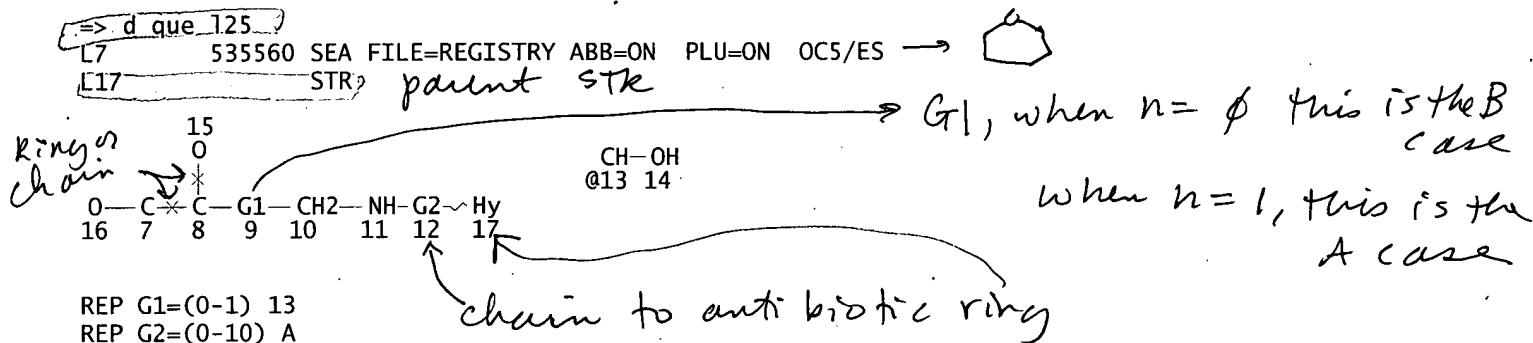 => d que l25
L7 535560 SEA FILE=REGISTRY ABB=ON PLU=ON OC5/ES
L17 STR parent STR
G1, when n= ϕ this is the B case
when n=1, this is the A case
Ring or chain
15
O
CH—OH
@13 14
O—C—C—G1—CH2—NH—G2~Hy
16 7 8 9 10 11 12 17
chain to antibiotic ring
REP G1=(0-1) 13
REP G2=(0-10) A